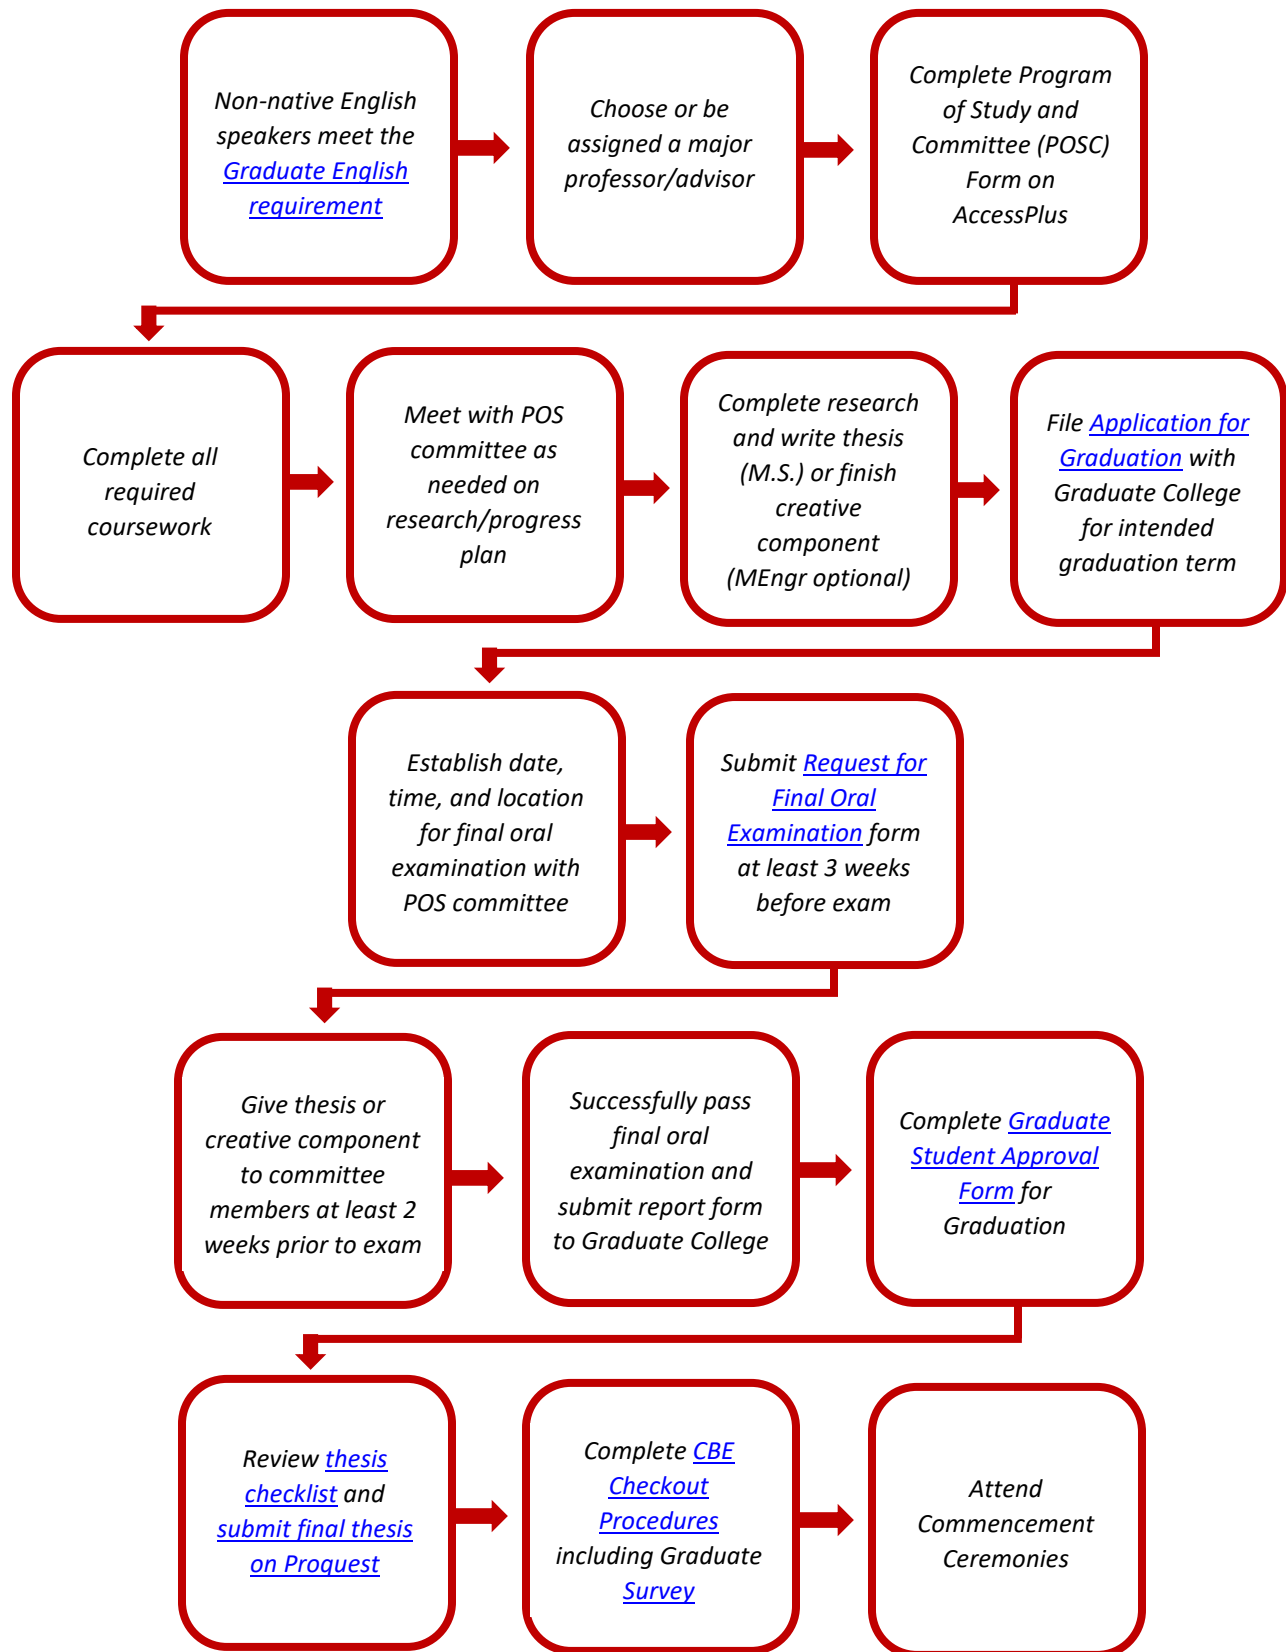 Non-native English
speakers meet the
Graduate English
requirement
Choose or be
assigned a major
professor/advisor
Complete Program
of Study and
Committee (POSC)
Form on
AccessPlus
Complete all
required
coursework
Meet with POS
committee as
needed on
research/progress
plan
Complete research
and write thesis
(M.S.) or finish
creative
component
(MEngr optional)
File Application for
Graduation with
Graduate College
for intended
graduation term
Establish date,
time, and location
for final oral
examination with
POS committee
Submit Request for
Final Oral
Examination form
at least 3 weeks
before exam
Give thesis or
creative component
to committee
members at least 2
weeks prior to exam
Successfully pass
final oral
examination and
submit report form
to Graduate College
Complete Graduate
Student Approval
Form for
Graduation
Review thesis
checklist and
submit final thesis
on Proquest
Complete CBE
Checkout
Procedures
including Graduate
Survey
Attend
Commencement
Ceremonies